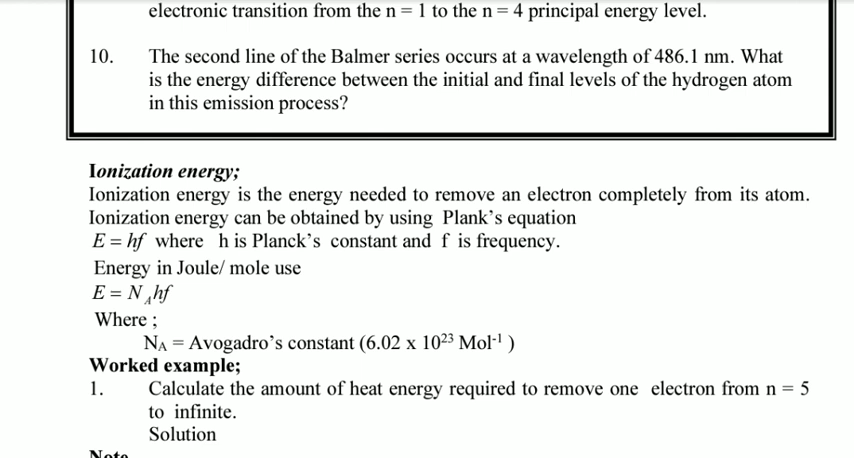 electronic transition from the n = 1 to the n = 4 principal energy level.
10. The second line of the Balmer series occurs at a wavelength of 486.1 nm. What
is the energy difference between the initial and final levels of the hydrogen atom
in this emission process?
Ionization energy;
Ionization energy is the energy needed to remove an electron completely from its atom.
Ionization energy can be obtained by using Plank's equation
E = hf where h is Planck's constant and f is frequency.
Energy in Joule/ mole use
E = N_A hf
Where ;
N_A = Avogadro's constant (6.02 x 10²³ Mol⁻¹ )
Worked example;
1. Calculate the amount of heat energy required to remove one electron from n = 5
to infinite.
Solution
Note